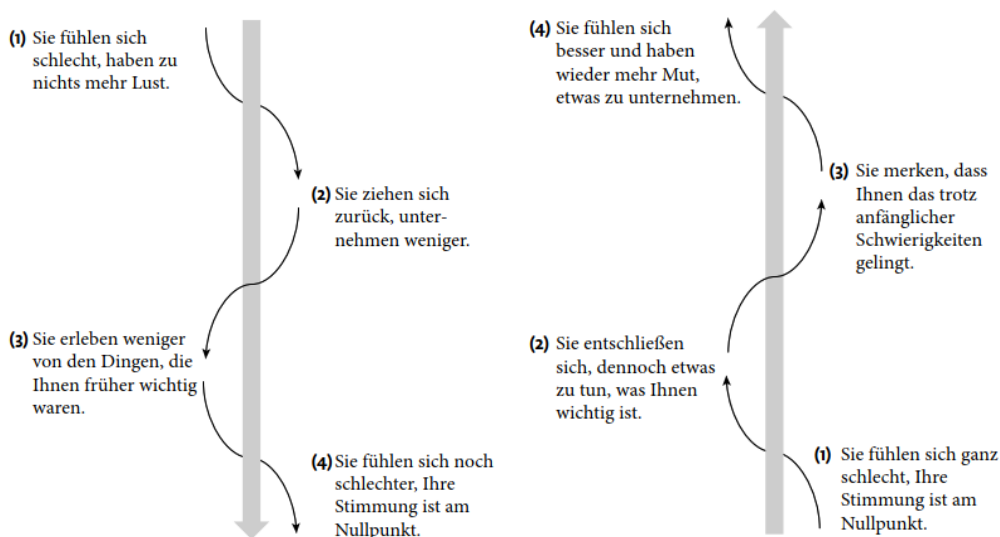 (1) Sie fühlen sich
schlecht, haben zu
nichts mehr Lust.
(2) Sie ziehen sich
zurück, unter-
nehmen weniger.
(3) Sie erleben weniger
von den Dingen, die
Ihnen früher wichtig
waren.
(4) Sie fühlen sich noch
schlechter, Ihre
Stimmung ist am
Nullpunkt.
(4) Sie fühlen sich
besser und haben
wieder mehr Mut,
etwas zu unternehmen.
(3) Sie merken, dass
Ihnen das trotz
anfänglicher
Schwierigkeiten
gelingt.
(2) Sie entschließen
sich, dennoch etwas
zu tun, was Ihnen
wichtig ist.
(1) Sie fühlen sich ganz
schlecht, Ihre
Stimmung ist am
Nullpunkt.